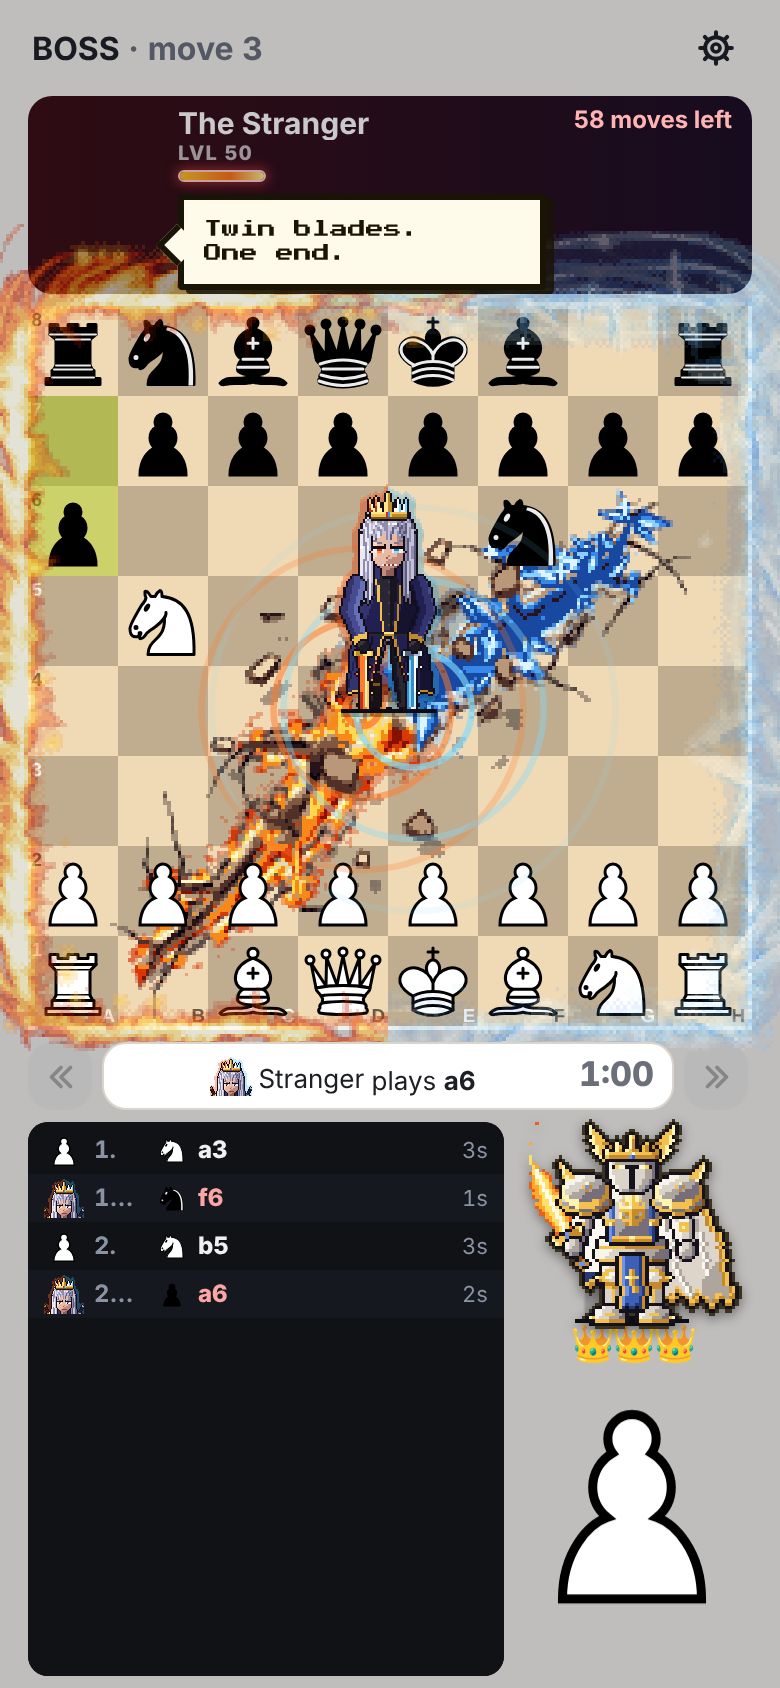 BOSS · move 3
The Stranger
58 moves left
LVL 50
Twin blades.
One end.
8
7
6
5
4
3
2
1
A B C D E F G H
Stranger plays a6 1:00
1. a3 3s
1... f6 1s
2. b5 3s
2... a6 2s